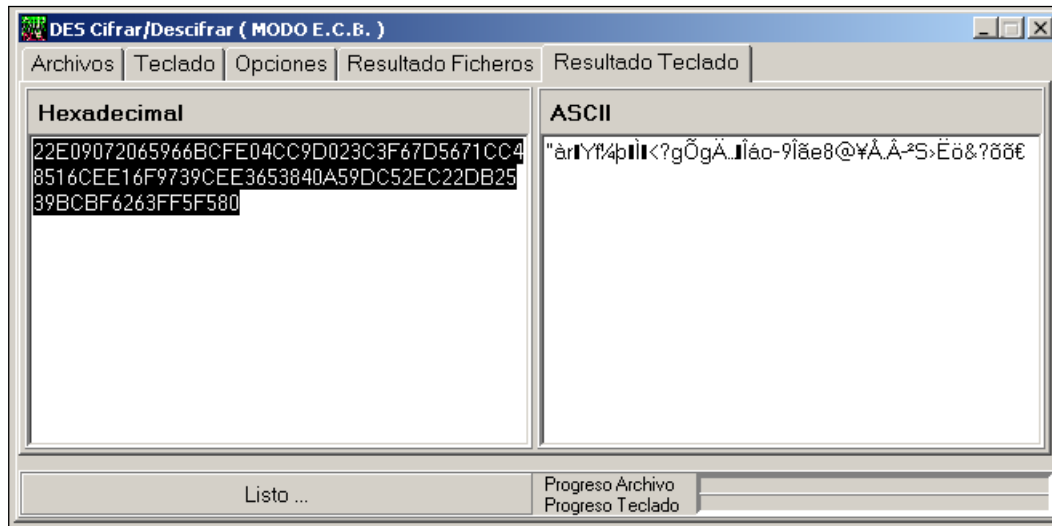 DES Cifrar/Descifrar ( MODO E.C.B. )
Archivos Teclado Opciones Resultado Ficheros Resultado Teclado
Hexadecimal
22E09072065966BCFE04CC9D023C3F67D5671CC4
8516CEE16F9739CEE3653840A59DC52EC22DB25
39BCBF6263FF5F580
ASCII
Listo ...
Progreso Archivo
Progreso Teclado